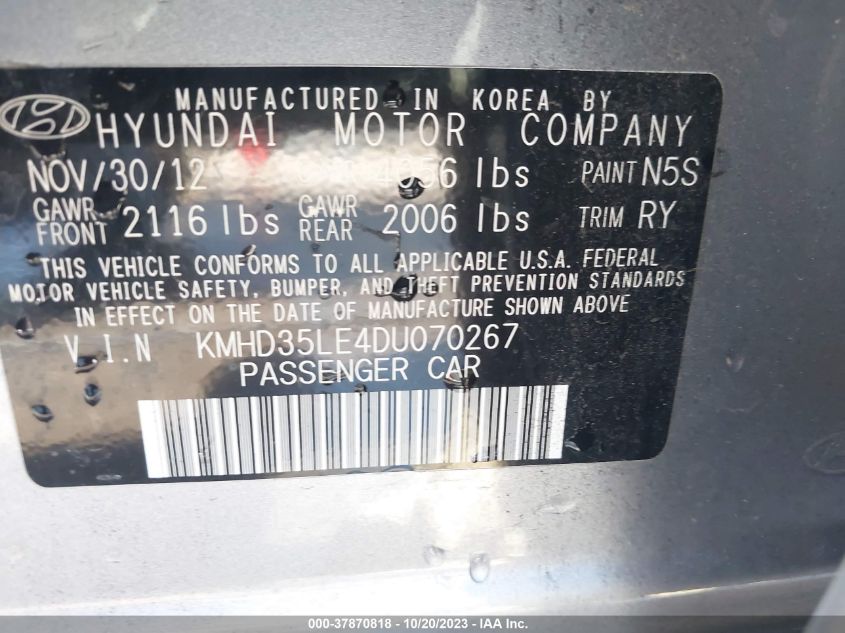 MANUFACTURED IN KOREA BY
HYUNDAI MOTOR COMPANY
NOV/30/12 lbs PAINT N5S
GAWR FRONT 2116 lbs GAWR REAR 2006 lbs TRIM RY
THIS VEHICLE CONFORMS TO ALL APPLICABLE U.S.A. FEDERAL
MOTOR VEHICLE SAFETY, BUMPER, AND THEFT PREVENTION STANDARDS
IN EFFECT ON THE DATE OF MANUFACTURE SHOWN ABOVE
V.I.N KMHD35LE4DU070267
PASSENGER CAR
000-37870818 - 10/20/2023 - IAA Inc.